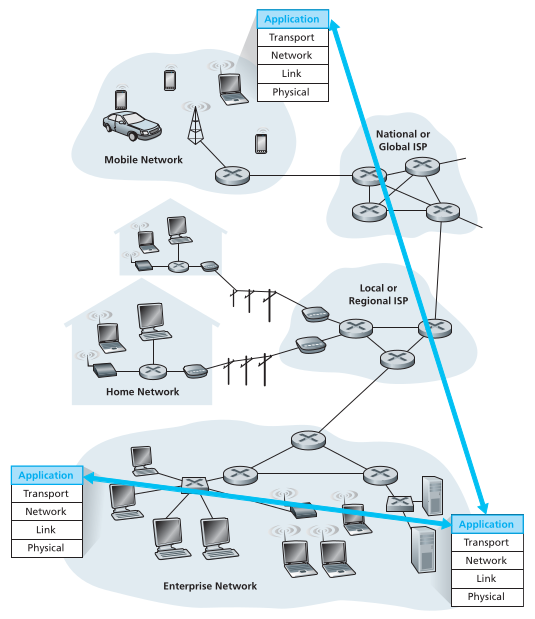 Application
Transport
Network
Link
Physical
Mobile Network
National or
Global ISP
Local or
Regional ISP
Home Network
Application
Transport
Network
Link
Physical
Application
Transport
Network
Link
Physical
Enterprise Network